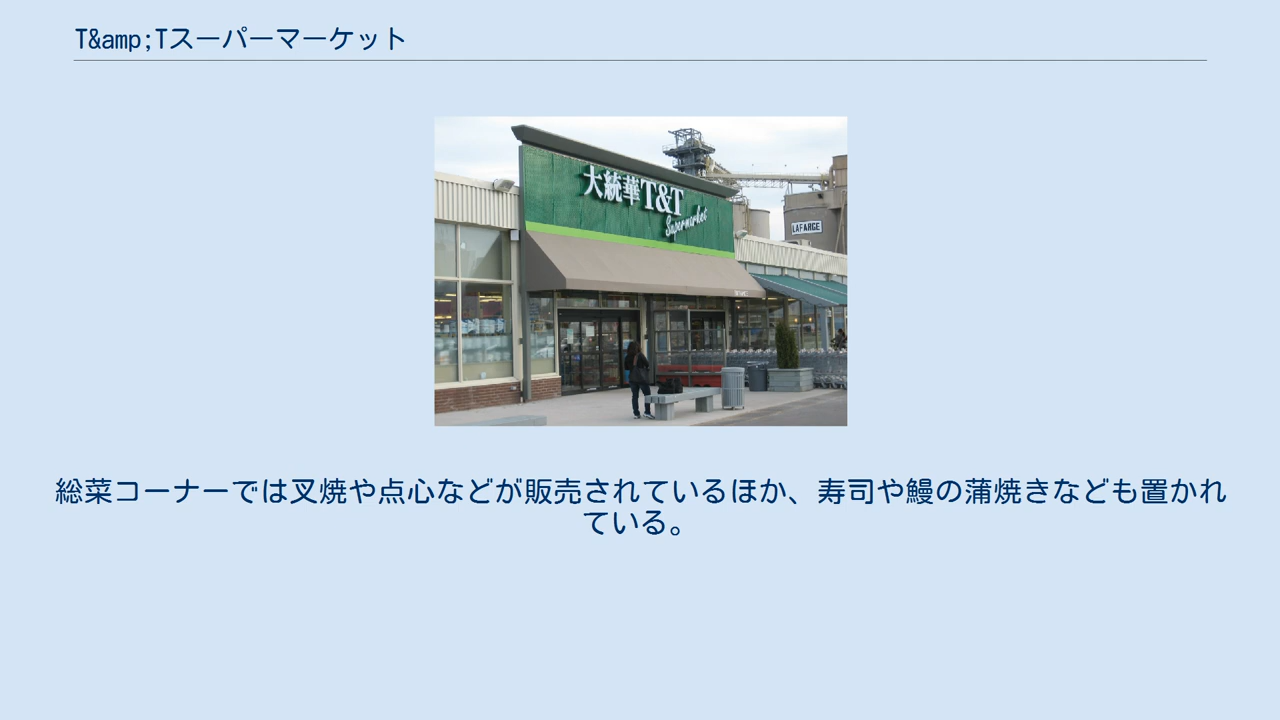 T&amp;Tスーパーマーケット
大統華T&T
Supermarket
LAFARGE
総菜コーナーでは叉焼や点心などが販売されているほか、寿司や鰻の蒲焼きなども置かれ
ている。